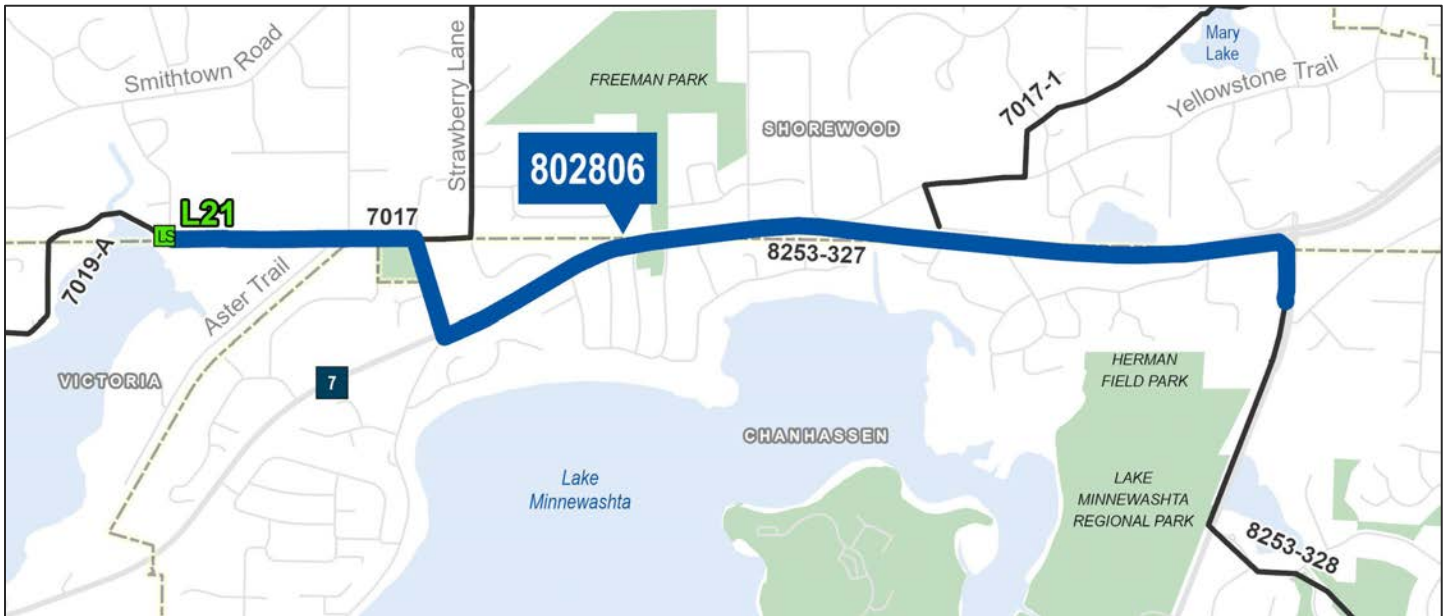 Smithtown Road
Strawberry Lane
FREEMAN PARK
Mary
Lake
Yellowstone Trail
7017-1
SHOREWOOD
802806
L21
LS
7017
7019-A
Aster Trail
8253-327
VICTORIA
7
HERMAN
FIELD PARK
CHANHASSEN
Lake
Minnewashta
LAKE
MINNEWASHTA
REGIONAL PARK
8253-328